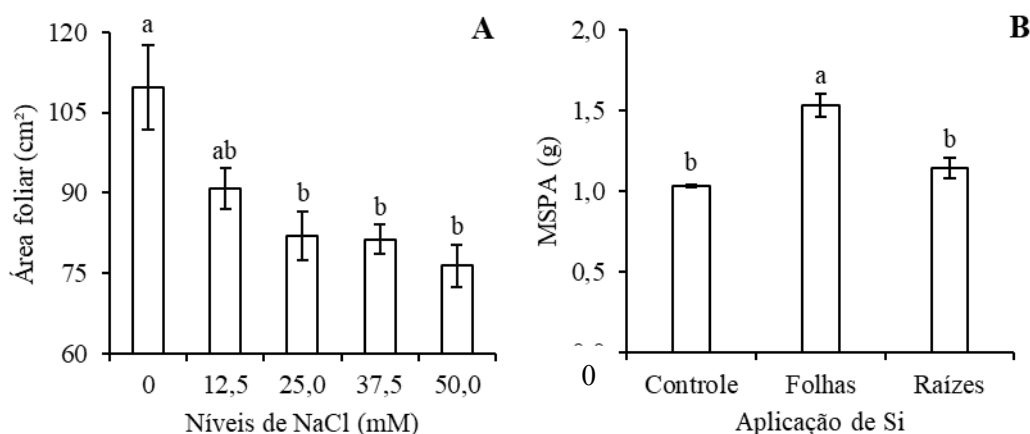 A
Área foliar (cm²)
120
105
90
75
60
a
ab
b
b
b
0 12,5 25,0 37,5 50,0
Níveis de NaCl (mM)
B
MSPA (g)
2,0
1,5
1,0
0,5
0
b
a
b
Controle Folhas Raízes
Aplicação de Si